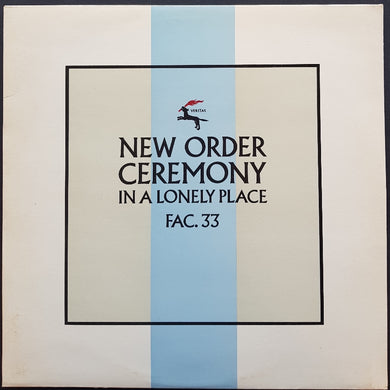 VERITAS
NEW ORDER
CEREMONY
IN A LONELY PLACE
FAC. 33